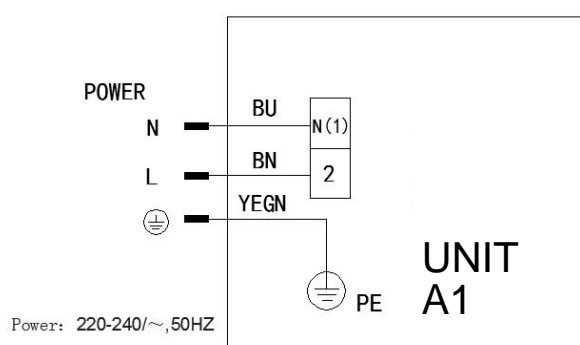 POWER
N BU N(1)
L BN 2
YEGN
PE
UNIT
A1
Power: 220-240/~,50HZ